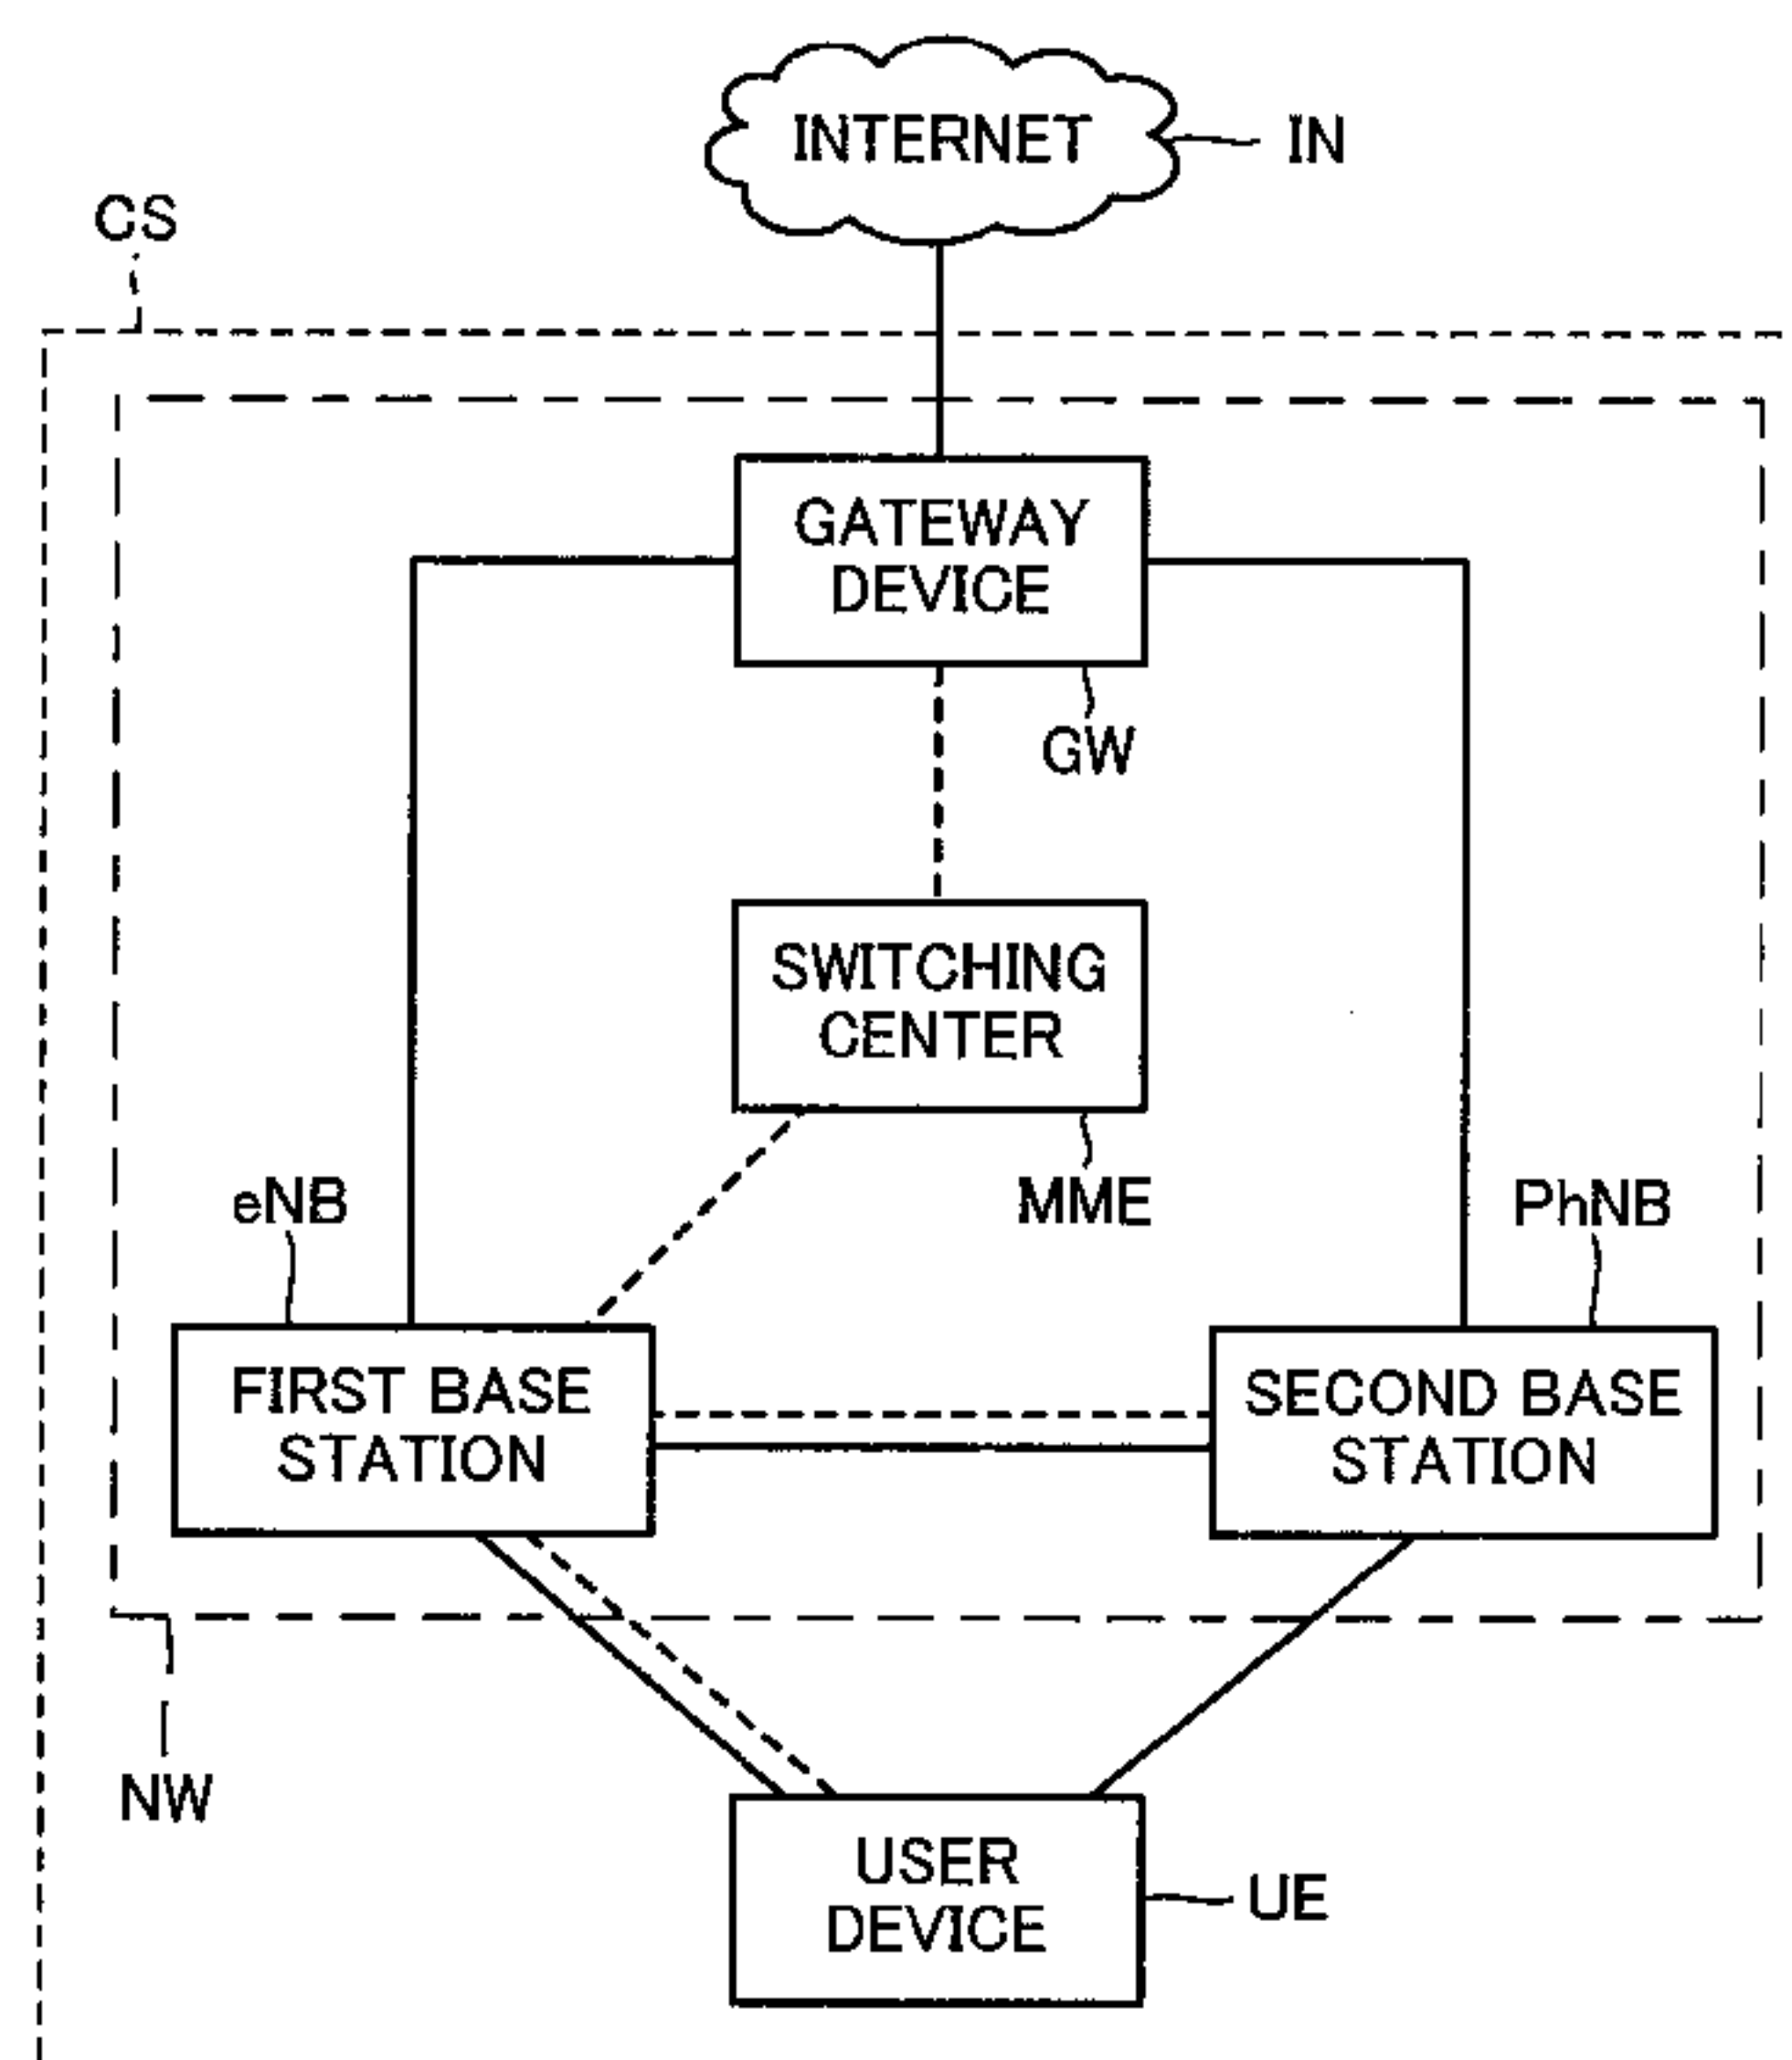 INTERNET
IN
CS
GATEWAY
DEVICE
GW
SWITCHING
CENTER
MME
eNB
PhNB
FIRST BASE
STATION
SECOND BASE
STATION
NW
USER
DEVICE
UE